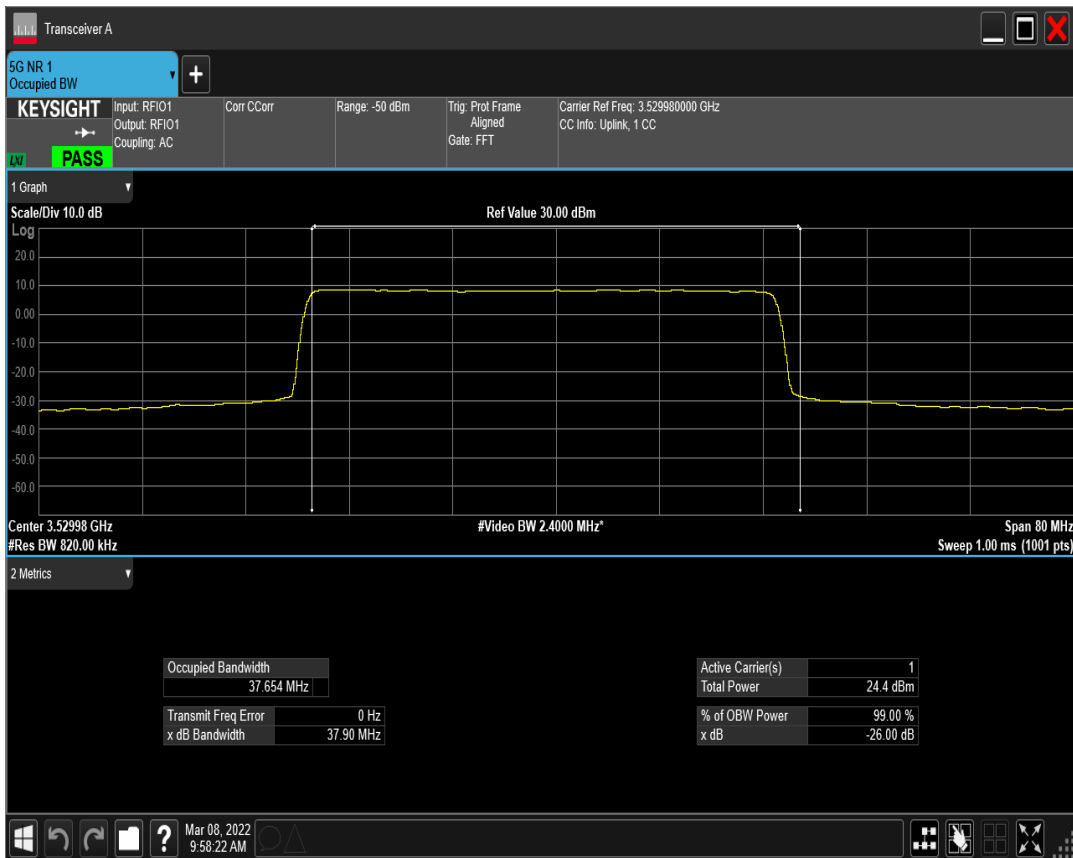 Transceiver A
5G NR 1
Occupied BW
+
KEYSIGHT
LXI
PASS
Input: RFIO1
Output: RFIO1
Coupling: AC
Corr CCorr
Range: -50 dBm
Trig: Prot Frame
Aligned
Gate: FFT
Carrier Ref Freq: 3.529980000 GHz
CC Info: Uplink, 1 CC
1 Graph
Scale/Div 10.0 dB
Ref Value 30.00 dBm
Log
20.0
10.0
0.00
-10.0
-20.0
-30.0
-40.0
-50.0
-60.0
Center 3.52998 GHz
#Video BW 2.4000 MHz*
Span 80 MHz
#Res BW 820.00 kHz
Sweep 1.00 ms (1001 pts)
2 Metrics
Occupied Bandwidth
37.654 MHz
Transmit Freq Error 0 Hz
x dB Bandwidth 37.90 MHz
Active Carrier(s) 1
Total Power 24.4 dBm
% of OBW Power 99.00 %
x dB -26.00 dB
?
Mar 08, 2022
9:58:22 AM